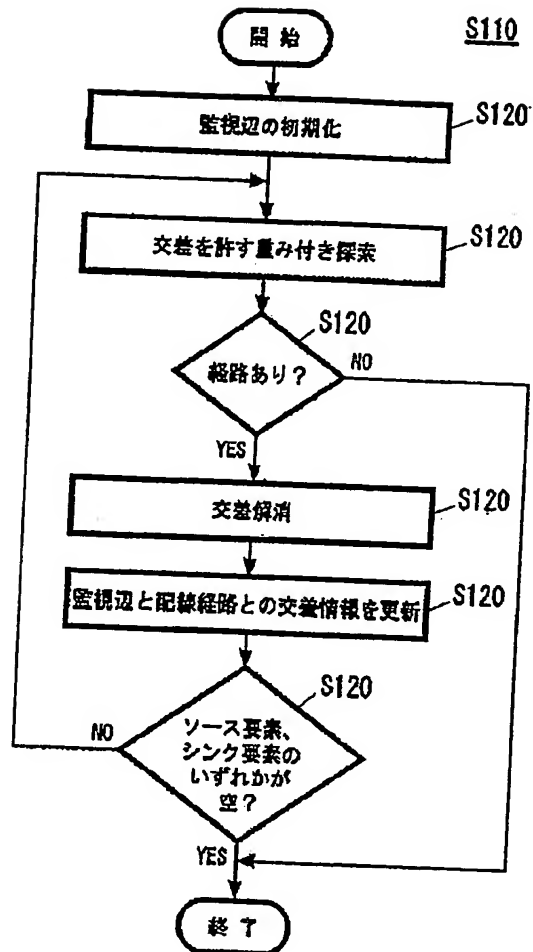 開始
S110
監視辺の初期化
S120
交差を許す重み付き探索
S120
S120
経路あり？
NO
YES
交差解消
S120
監視辺と配線経路との交差情報を更新
S120
S120
NO
ソース要素、
シンク要素の
いずれかが
空？
YES
終了